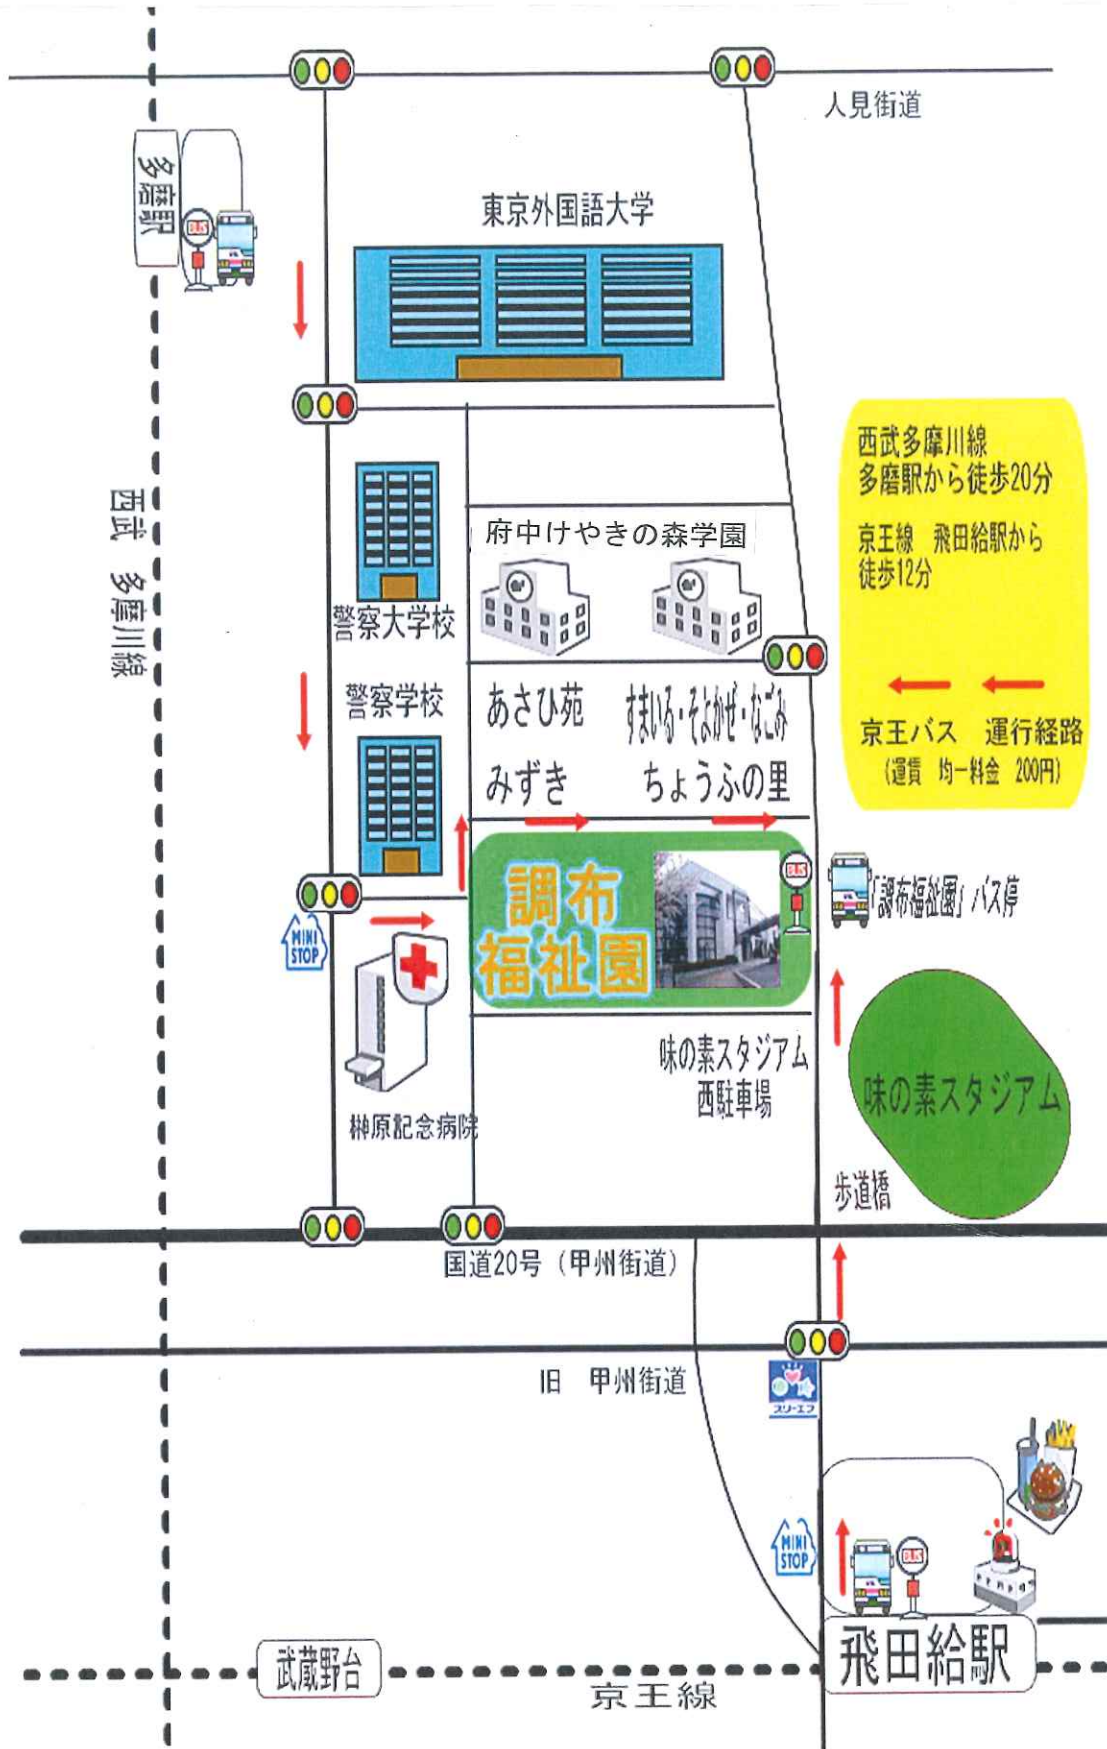 人見街道
多磨駅
東京外国語大学
西武多摩川線
多磨駅から徒歩20分
京王線 飛田給駅から
徒歩12分
府中けやきの森学園
西武 多摩川線
警察大学校
警察学校
あさひ苑
すまいる・そよかぜ・なごみ
みずき
ちょうふの里
京王バス 運行経路
(運賃 均一料金 200円)
調布
福祉園
「調布福祉園」バス停
MINI
STOP
味の素スタジアム
西駐車場
味の素スタジアム
榊原記念病院
歩道橋
国道20号（甲州街道）
旧 甲州街道
スリーエフ
MINI
STOP
飛田給駅
武蔵野台
京王線